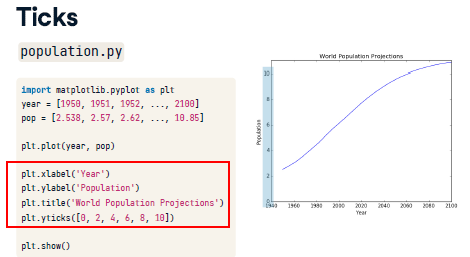 Ticks
population.py
import matplotlib.pyplot as plt
year = [1950, 1951, 1952, ..., 2100]
pop = [2.538, 2.57, 2.62, ..., 10.85]
plt.plot(year, pop)
plt.xlabel('Year')
plt.ylabel('Population')
plt.title('World Population Projections')
plt.yticks([0, 2, 4, 6, 8, 10])
plt.show()
World Population Projections
10
8
6
4
2
0
Population
1940 1960 1980 2000 2020 2040 2060 2080 2100
Year